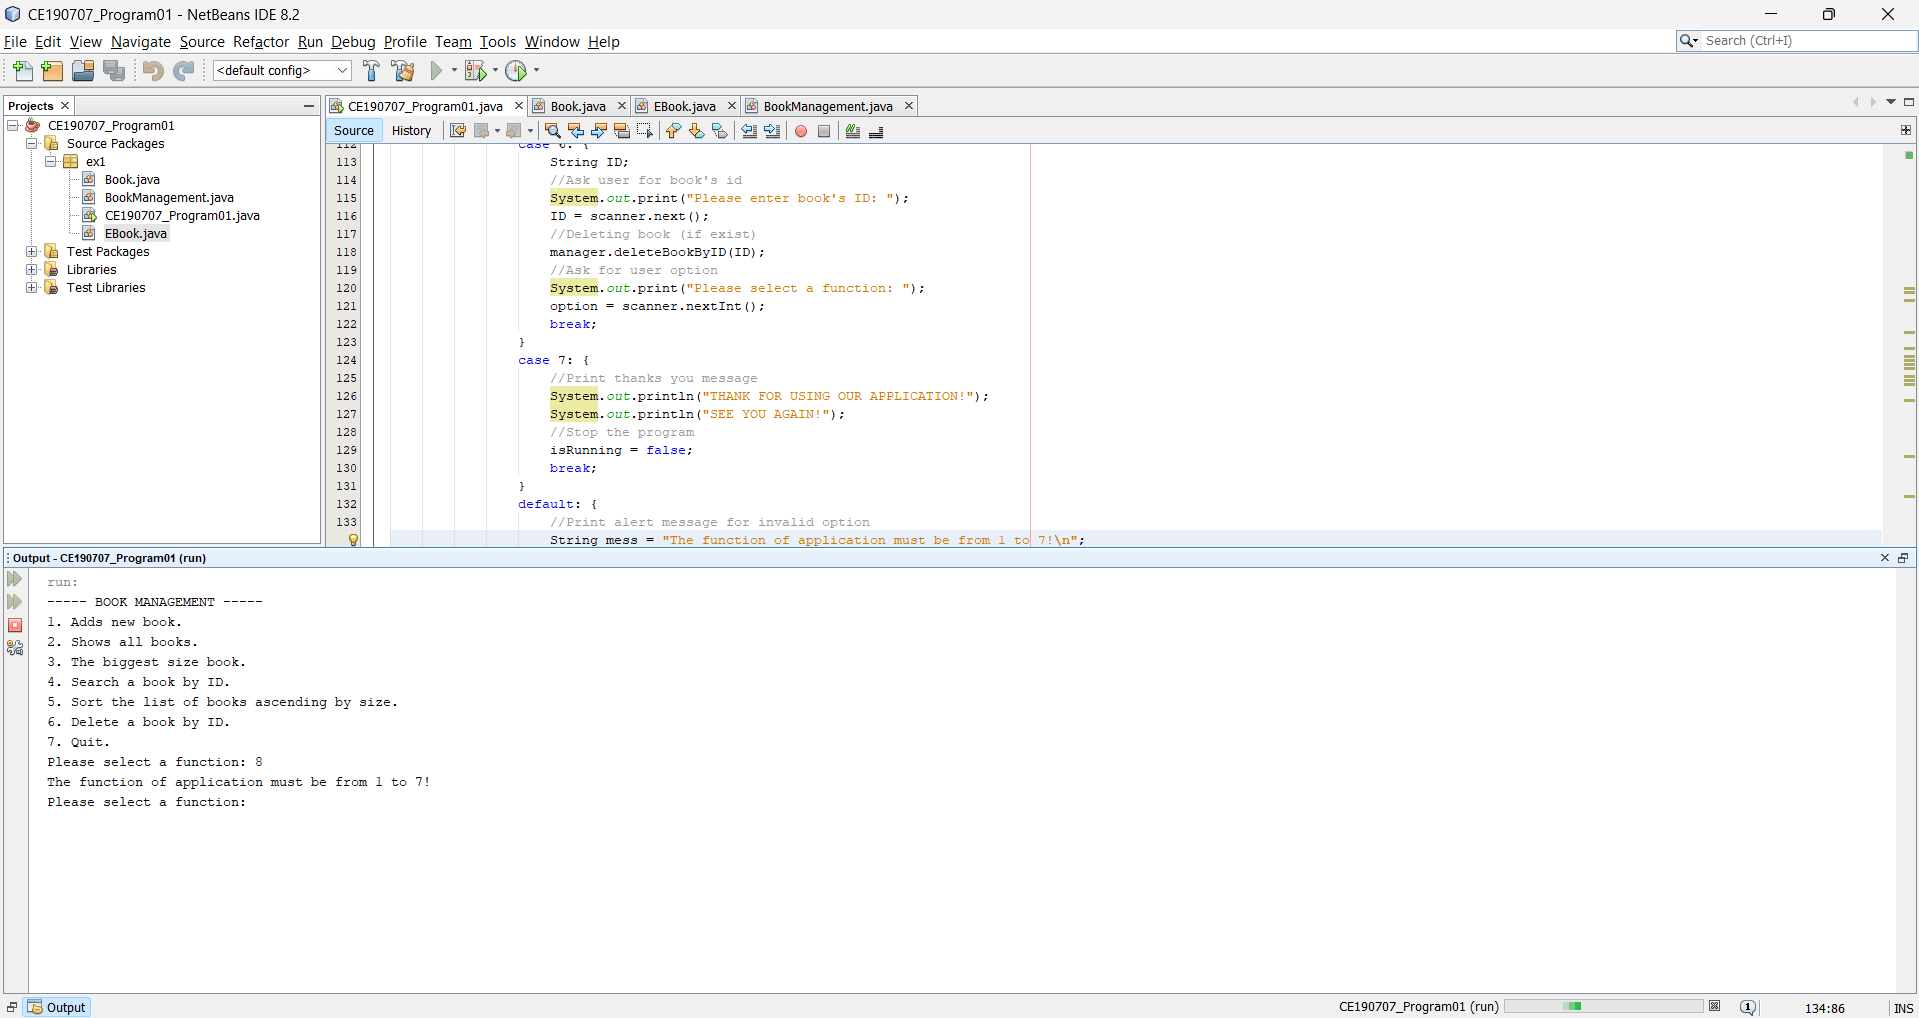 CE190707_Program01 - NetBeans IDE 8.2
File Edit View Navigate Source Refactor Run Debug Profile Team Tools Window Help
Search (Ctrl+I)
<default config>
Projects
CE190707_Program01
Source Packages
ex1
Book.java
BookManagement.java
CE190707_Program01.java
EBook.java
Test Packages
Libraries
Test Libraries
CE190707_Program01.java Book.java EBook.java BookManagement.java
Source History
112 case 6: {
113 String ID;
114 //Ask user for book's id
115 System.out.print("Please enter book's ID: ");
116 ID = scanner.next();
117 //Deleting book (if exist)
118 manager.deleteBookByID(ID);
119 //Ask for user option
120 System.out.print("Please select a function: ");
121 option = scanner.nextInt();
122 break;
123 }
124 case 7: {
125 //Print thanks you message
126 System.out.println("THANK FOR USING OUR APPLICATION!");
127 System.out.println("SEE YOU AGAIN!");
128 //Stop the program
129 isRunning = false;
130 break;
131 }
132 default: {
133 //Print alert message for invalid option
String mess = "The function of application must be from 1 to 7!\n";
Output - CE190707_Program01 (run)
run:
----- BOOK MANAGEMENT -----
1. Adds new book.
2. Shows all books.
3. The biggest size book.
4. Search a book by ID.
5. Sort the list of books ascending by size.
6. Delete a book by ID.
7. Quit.
Please select a function: 8
The function of application must be from 1 to 7!
Please select a function:
Output
CE190707_Program01 (run)
1
134:86
INS